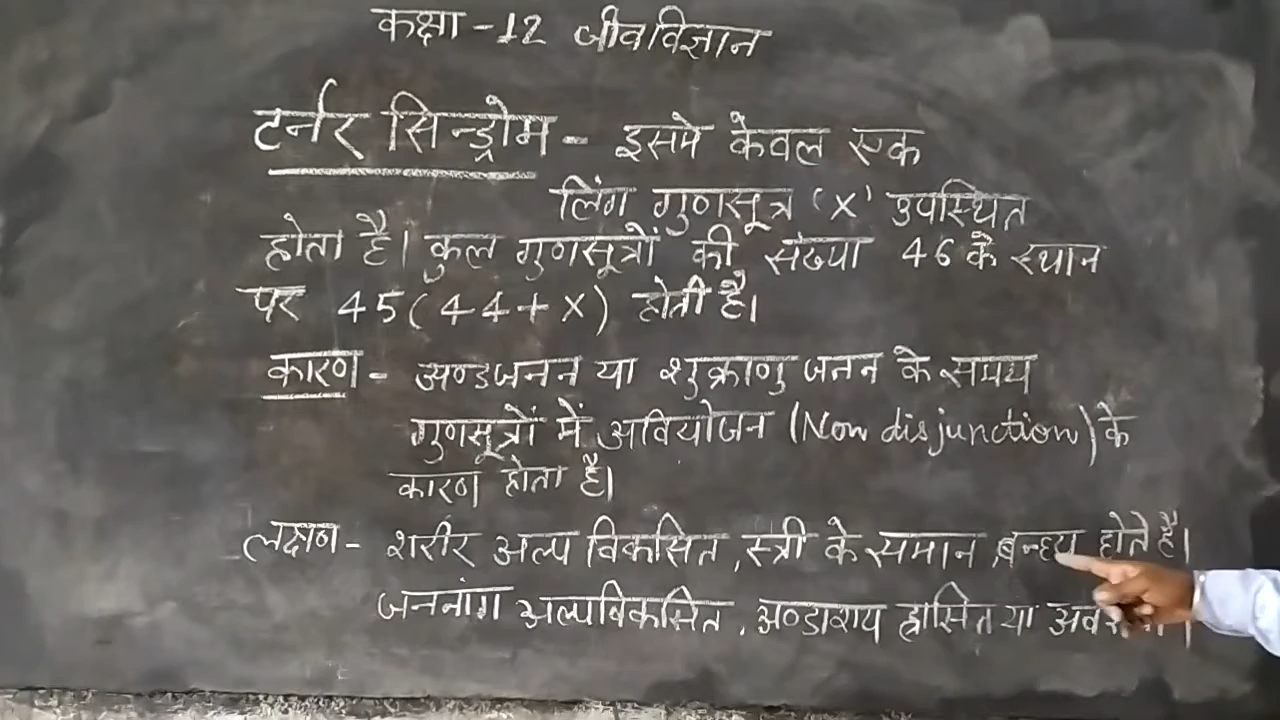 कक्षा - 12 जीवविज्ञान
टर्नर सिन्ड्रोम - इसमे केवल एक
लिंग गुणसूत्र 'X' उपस्थित
होता है। कुल गुणसूत्रों की संख्या 46 के स्थान
पर 45 (44+X) होती है।
कारण - अण्डजनन या शुक्राणुजनन के समय
गुणसूत्रों में अवियोजन (Non disjunction) के
कारण होता है।
लक्षण - शरीर अल्प विकसित, स्त्री के समान, बन्ध्य होते है।
जननांग अल्पविकसित, अण्डाशय ह्रासित या